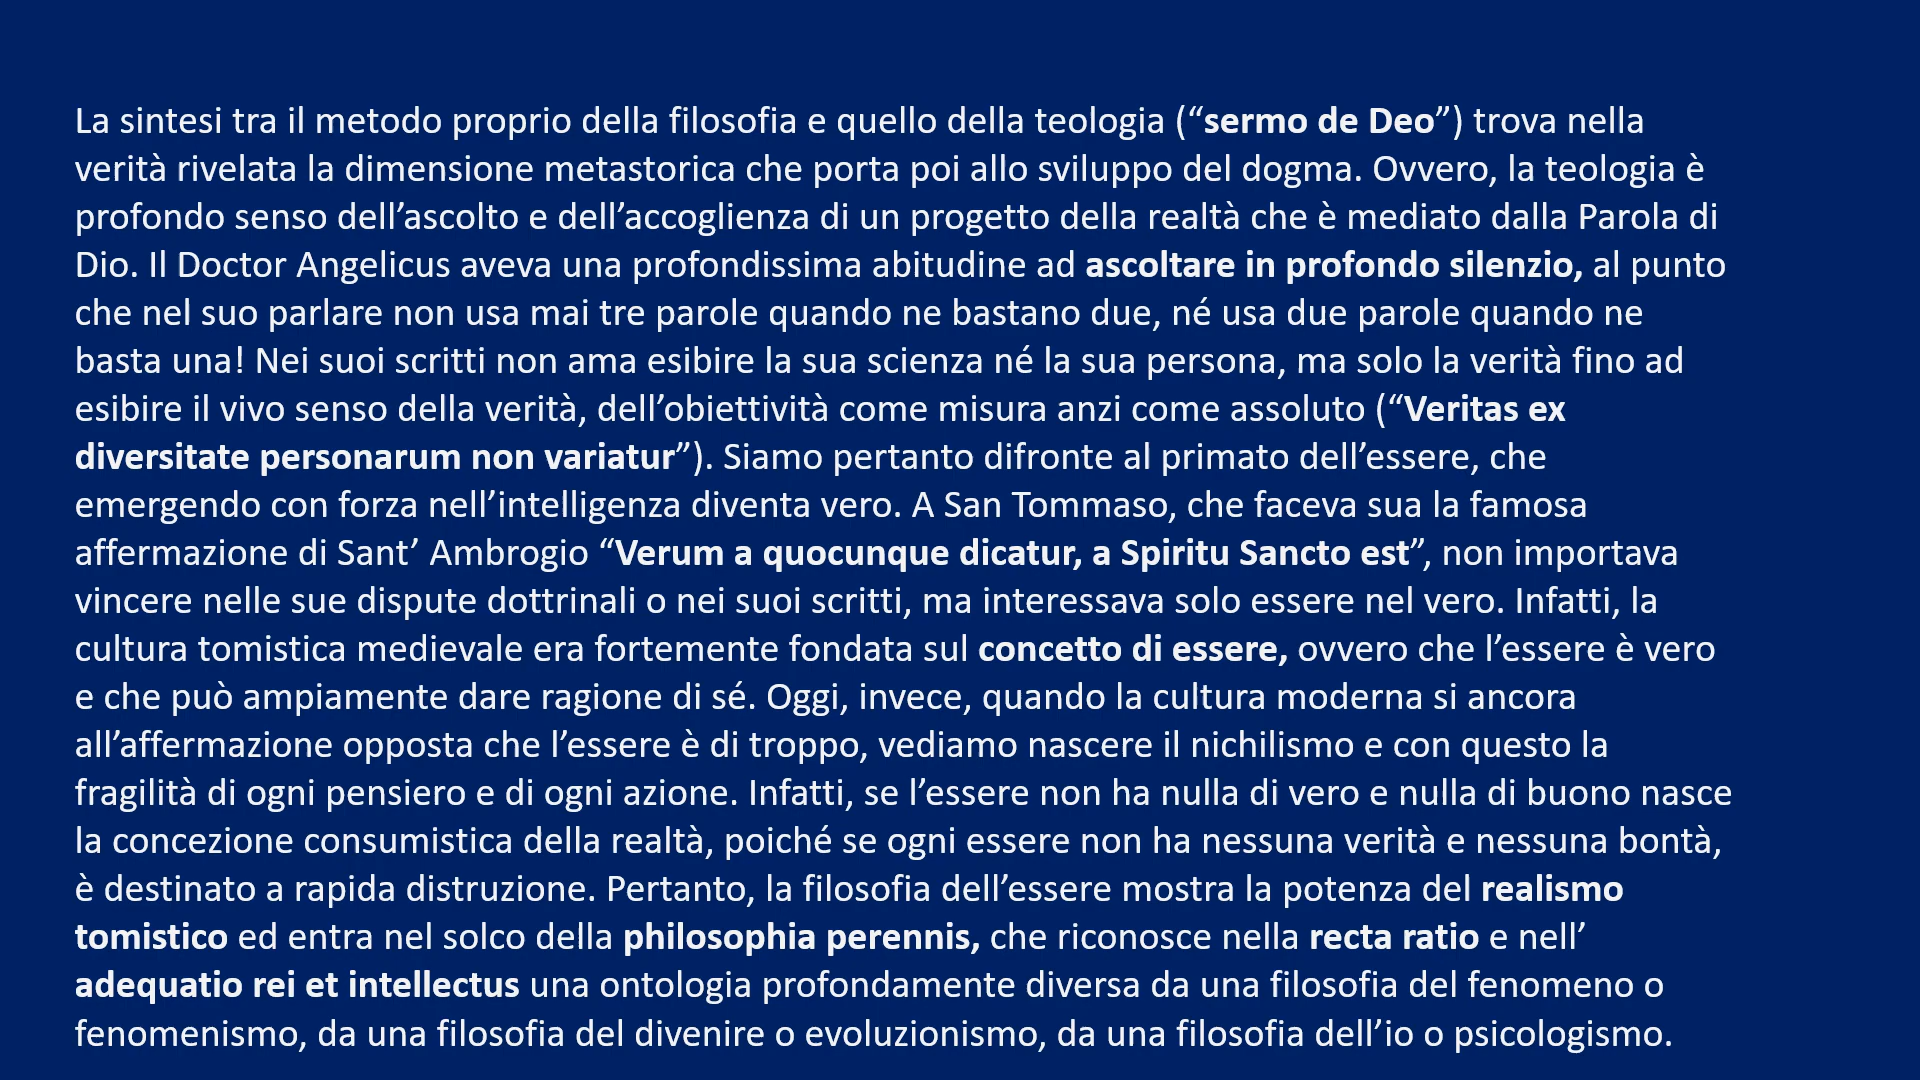 La sintesi tra il metodo proprio della filosofia e quello della teologia (“sermo de Deo”) trova nella
verità rivelata la dimensione metastorica che porta poi allo sviluppo del dogma. Ovvero, la teologia è
profondo senso dell’ascolto e dell’accoglienza di un progetto della realtà che è mediato dalla Parola di
Dio. Il Doctor Angelicus aveva una profondissima abitudine ad ascoltare in profondo silenzio, al punto
che nel suo parlare non usa mai tre parole quando ne bastano due, né usa due parole quando ne
basta una! Nei suoi scritti non ama esibire la sua scienza né la sua persona, ma solo la verità fino ad
esibire il vivo senso della verità, dell’obiettività come misura anzi come assoluto (“Veritas ex
diversitate personarum non variatur”). Siamo pertanto difronte al primato dell’essere, che
emergendo con forza nell’intelligenza diventa vero. A San Tommaso, che faceva sua la famosa
affermazione di Sant’ Ambrogio “Verum a quocunque dicatur, a Spiritu Sancto est”, non importava
vincere nelle sue dispute dottrinali o nei suoi scritti, ma interessava solo essere nel vero. Infatti, la
cultura tomistica medievale era fortemente fondata sul concetto di essere, ovvero che l’essere è vero
e che può ampiamente dare ragione di sé. Oggi, invece, quando la cultura moderna si ancora
all’affermazione opposta che l’essere è di troppo, vediamo nascere il nichilismo e con questo la
fragilità di ogni pensiero e di ogni azione. Infatti, se l’essere non ha nulla di vero e nulla di buono nasce
la concezione consumistica della realtà, poiché se ogni essere non ha nessuna verità e nessuna bontà,
è destinato a rapida distruzione. Pertanto, la filosofia dell’essere mostra la potenza del realismo
tomistico ed entra nel solco della philosophia perennis, che riconosce nella recta ratio e nell’
adequatio rei et intellectus una ontologia profondamente diversa da una filosofia del fenomeno o
fenomenismo, da una filosofia del divenire o evoluzionismo, da una filosofia dell’io o psicologismo.